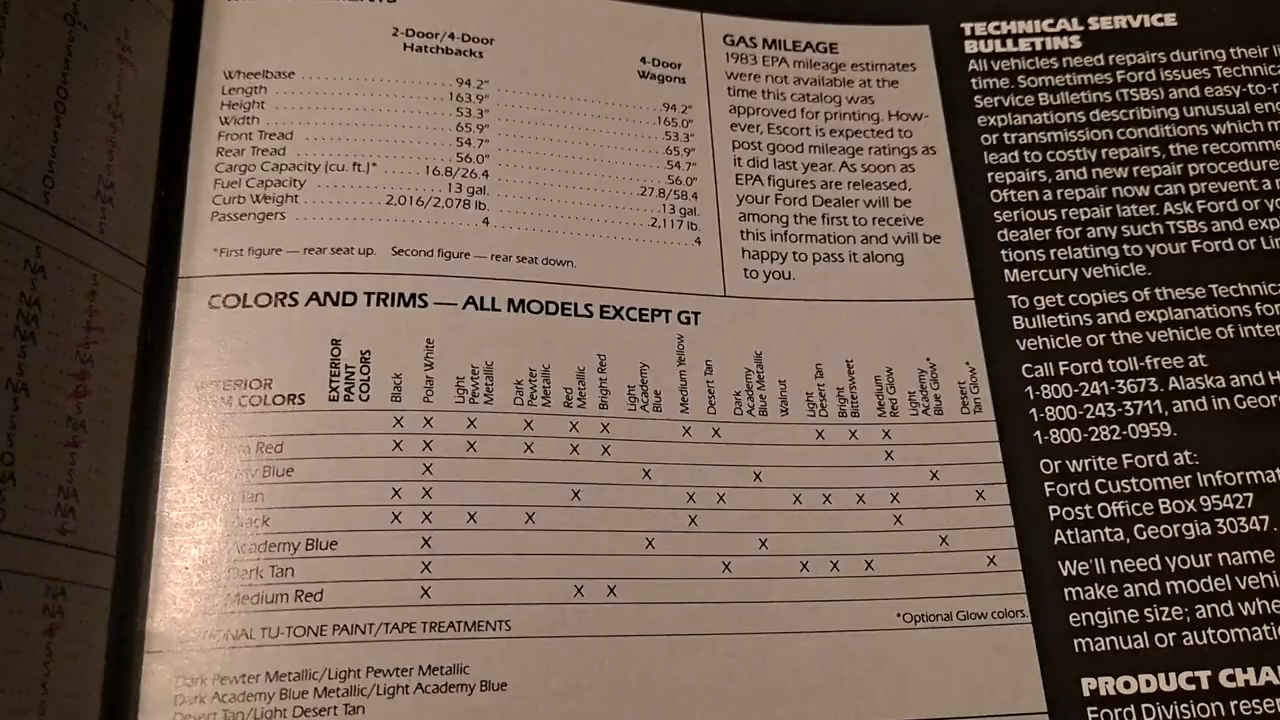 2-Door/4-Door
Hatchbacks
4-Door
Wagons
Wheelbase 94.2" 94.2"
Length 163.9" 165.0"
Height 53.3" 53.3"
Width 65.9" 65.9"
Front Tread 54.7" 54.7"
Rear Tread 56.0" 56.0"
Cargo Capacity (cu. ft.)* 16.8/26.4 27.8/58.4
Fuel Capacity 13 gal. 13 gal.
Curb Weight 2,016/2,078 lb. 2,117 lb.
Passengers 4 4
*First figure — rear seat up. Second figure — rear seat down.
GAS MILEAGE
1983 EPA mileage estimates
were not available at the
time this catalog was
approved for printing. How-
ever, Escort is expected to
post good mileage ratings as
it did last year. As soon as
EPA figures are released,
your Ford Dealer will be
among the first to receive
this information and will be
happy to pass it along
to you.
COLORS AND TRIMS — ALL MODELS EXCEPT GT
EXTERIOR
PAINT
COLORS
Black
Polar White
Light
Pewter
Metallic
Dark
Pewter
Metallic
Red
Metallic
Bright Red
Light
Academy
Blue
Medium Yellow
Desert Tan
Dark
Academy
Blue Metallic
Walnut
Light
Desert Tan
Bright
Bittersweet
Medium
Red Glow
Light
Academy
Blue Glow*
Desert
Tan Glow*
COLORS
X X X X X X X X X X X
Red X X X X X X X
Blue X X X X
Tan X X X X X X X X X X
X X X X X X
Academy Blue X X X X
Dark Tan X X X X X X
Medium Red X X X
*Optional Glow colors.
TU-TONE PAINT/TAPE TREATMENTS
Dark Pewter Metallic/Light Pewter Metallic
Dark Academy Blue Metallic/Light Academy Blue
Desert Tan/Light Desert Tan
TECHNICAL SERVICE
BULLETINS
All vehicles need repairs during their
time. Sometimes Ford issues
Service Bulletins (TSBs) and
explanations describing unusual
or transmission conditions which
lead to costly repairs, the
repairs, and new repair
Often a repair now can prevent a
serious repair later. Ask Ford or
dealer for any such TSBs and
tions relating to your Ford or
Mercury vehicle.
To get copies of these
Bulletins and explanations for
vehicle or the vehicle of
Call Ford toll-free at
1-800-241-3673. Alaska and
1-800-243-3711, and in
1-800-282-0959.
Or write Ford at:
Ford Customer
Post Office Box 95427
Atlanta, Georgia 30347
We'll need your name
make and model
engine size; and
manual or
PRODUCT
Ford Division